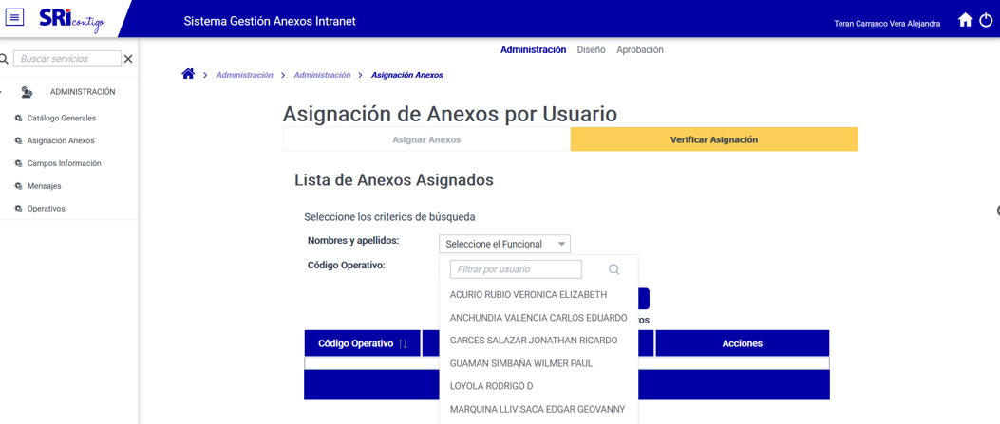 SRi contigo
Sistema Gestión Anexos Intranet
Teran Carranco Vera Alejandra
Buscar servicios
ADMINISTRACIÓN
Catálogo Generales
Asignación Anexos
Campos Información
Mensajes
Operativos
Administración Diseño Aprobación
Administración > Administración > Asignación Anexos
Asignación de Anexos por Usuario
Asignar Anexos Verificar Asignación
Lista de Anexos Asignados
Seleccione los criterios de búsqueda
Nombres y apellidos: Seleccione el Funcional
Código Operativo:
Filtrar por usuario
ACURIO RUBIO VERONICA ELIZABETH
ANCHUNDIA VALENCIA CARLOS EDUARDO
GARCES SALAZAR JONATHAN RICARDO
GUAMAN SIMBAÑA WILMER PAUL
LOYOLA RODRIGO D
MARQUINA LLIVISACA EDGAR GEOVANNY
Código Operativo Acciones